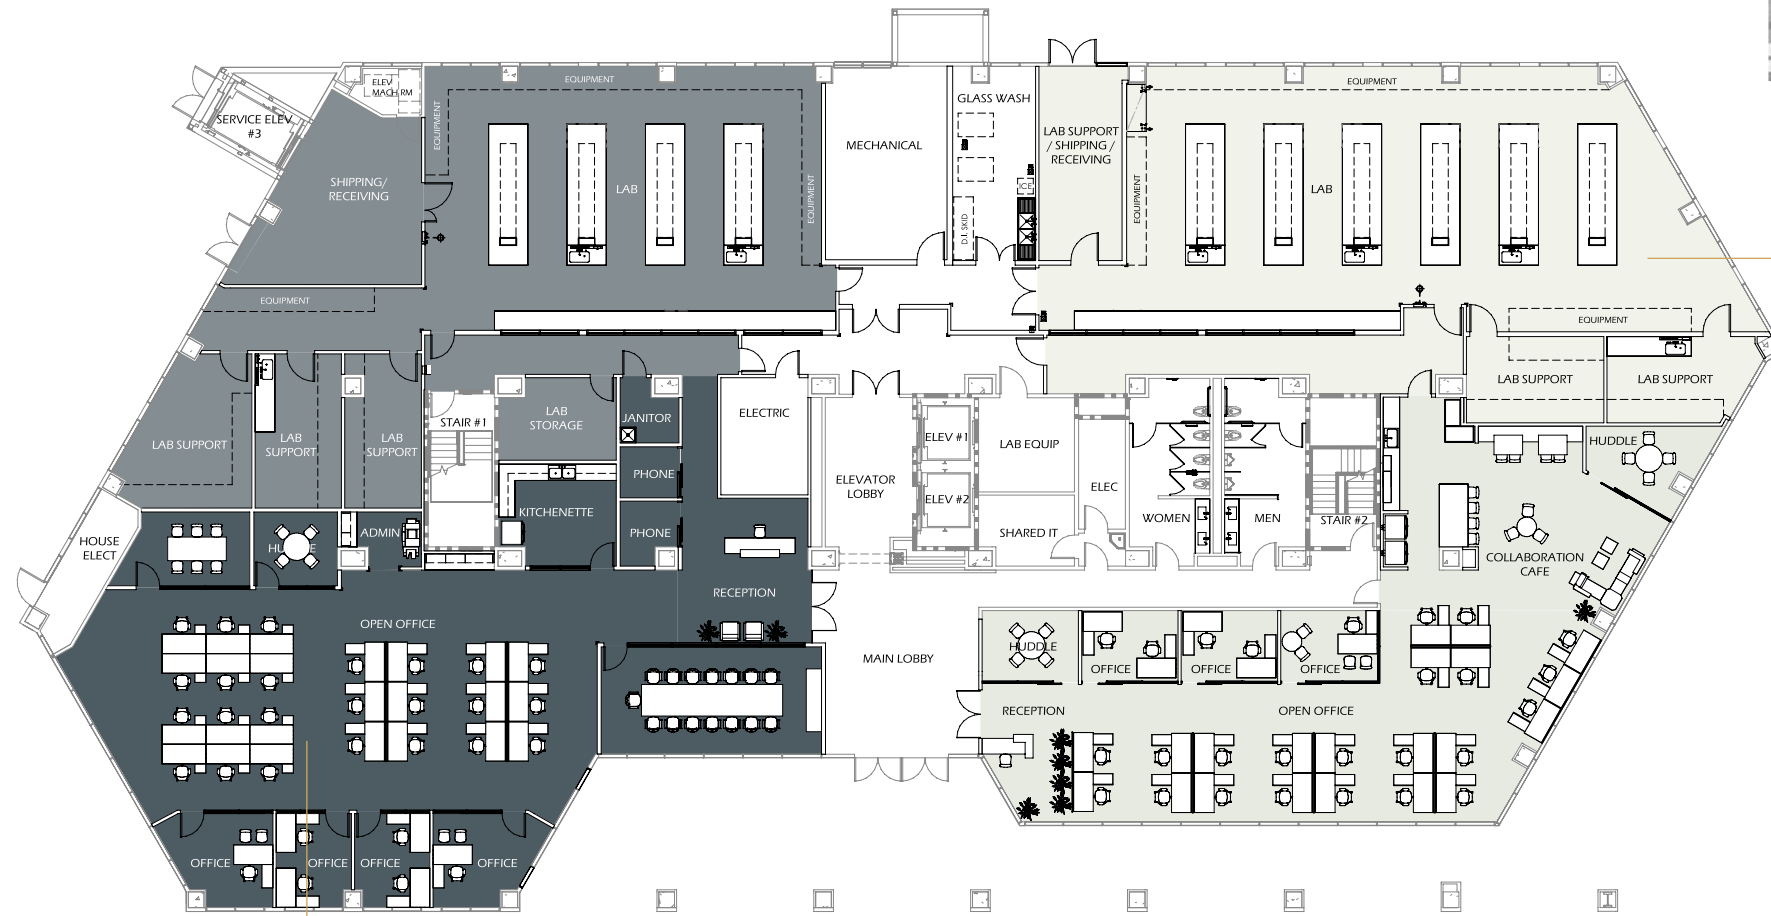 EQUIPMENT
EQUIPMENT
ELEV
MACH RM
GLASS WASH
SERVICE ELEV
#3
EQUIPMENT
LAB SUPPORT
/ SHIPPING /
RECEIVING
MECHANICAL
SHIPPING/
RECEIVING
LAB
EQUIPMENT
ICE
D.I. SKID
EQUIPMENT
LAB
EQUIPMENT
EQUIPMENT
LAB SUPPORT
LAB SUPPORT
STAIR #1
LAB
STORAGE
JANITOR
ELECTRIC
LAB SUPPORT
LAB
SUPPORT
LAB
SUPPORT
ELEV #1
LAB EQUIP
HUDDLE
PHONE
ELEVATOR
LOBBY
ELEV #2
ELEC
HOUSE
ELECT
HUDDLE
ADMIN
KITCHENETTE
PHONE
SHARED IT
WOMEN
MEN
STAIR #2
COLLABORATION
CAFE
RECEPTION
OPEN OFFICE
MAIN LOBBY
HUDDLE
OFFICE
OFFICE
OFFICE
RECEPTION
OPEN OFFICE
OFFICE
OFFICE
OFFICE
OFFICE